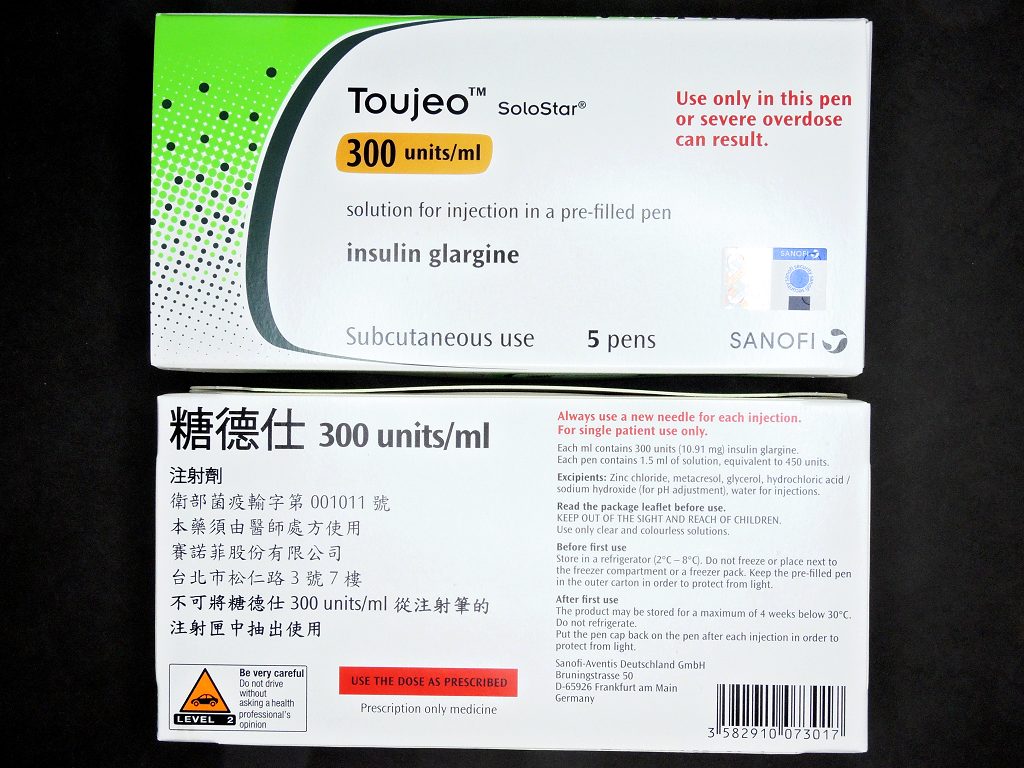 Toujeo™ SoloStar®
300 units/ml
solution for injection in a pre-filled pen
insulin glargine
Subcutaneous use 5 pens
Use only in this pen
or severe overdose
can result.
SANOFI
SANOFI
糖德仕 300 units/ml
注射劑
衛部菌疫輸字第 001011 號
本藥須由醫師處方使用
賽諾菲股份有限公司
台北市松仁路 3 號 7 樓
不可將糖德仕 300 units/ml 從注射筆的
注射匣中抽出使用
LEVEL 2
Be very careful
Do not drive
without
asking a health
professional's
opinion
USE THE DOSE AS PRESCRIBED
Prescription only medicine
Always use a new needle for each injection.
For single patient use only.
Each ml contains 300 units (10.91 mg) insulin glargine.
Each pen contains 1.5 ml of solution, equivalent to 450 units.
Excipients: Zinc chloride, metacresol, glycerol, hydrochloric acid /
sodium hydroxide (for pH adjustment), water for injections.
Read the package leaflet before use.
KEEP OUT OF THE SIGHT AND REACH OF CHILDREN.
Use only clear and colourless solutions.
Before first use
Store in a refrigerator (2°C – 8°C). Do not freeze or place next to
the freezer compartment or a freezer pack. Keep the pre-filled pen
in the outer carton in order to protect from light.
After first use
The product may be stored for a maximum of 4 weeks below 30°C.
Do not refrigerate.
Put the pen cap back on the pen after each injection in order to
protect from light.
Sanofi-Aventis Deutschland GmbH
Bruningstrasse 50
D-65926 Frankfurt am Main
Germany
3 582910 073017